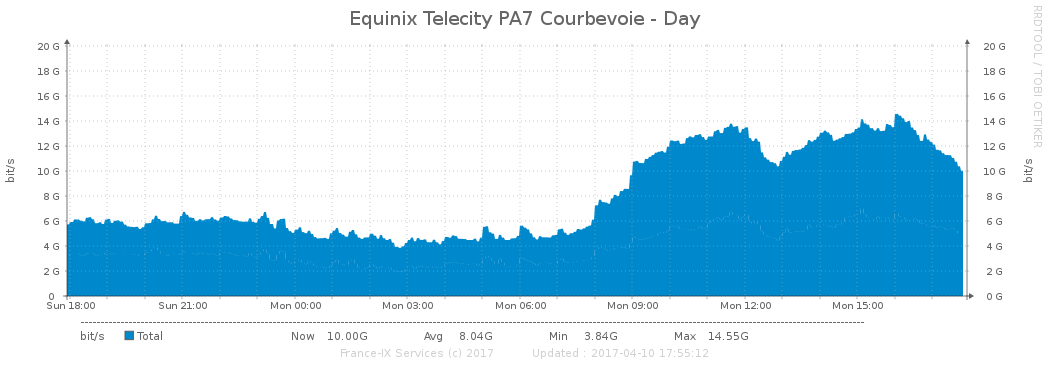 Equinix Telecity PA7 Courbevoie - Day
RRDTOOL / TOBI OETIKER
bit/s
20 G 20 G
18 G 18 G
16 G 16 G
14 G 14 G
12 G 12 G
10 G 10 G
8 G 8 G
6 G 6 G
4 G 4 G
2 G 2 G
0 0 G
bit/s
Sun 18:00 Sun 21:00 Mon 00:00 Mon 03:00 Mon 06:00 Mon 09:00 Mon 12:00 Mon 15:00
bit/s Total Now 10.00G Avg 8.04G Min 3.84G Max 14.55G
France-IX Services (c) 2017 Updated : 2017-04-10 17:55:12